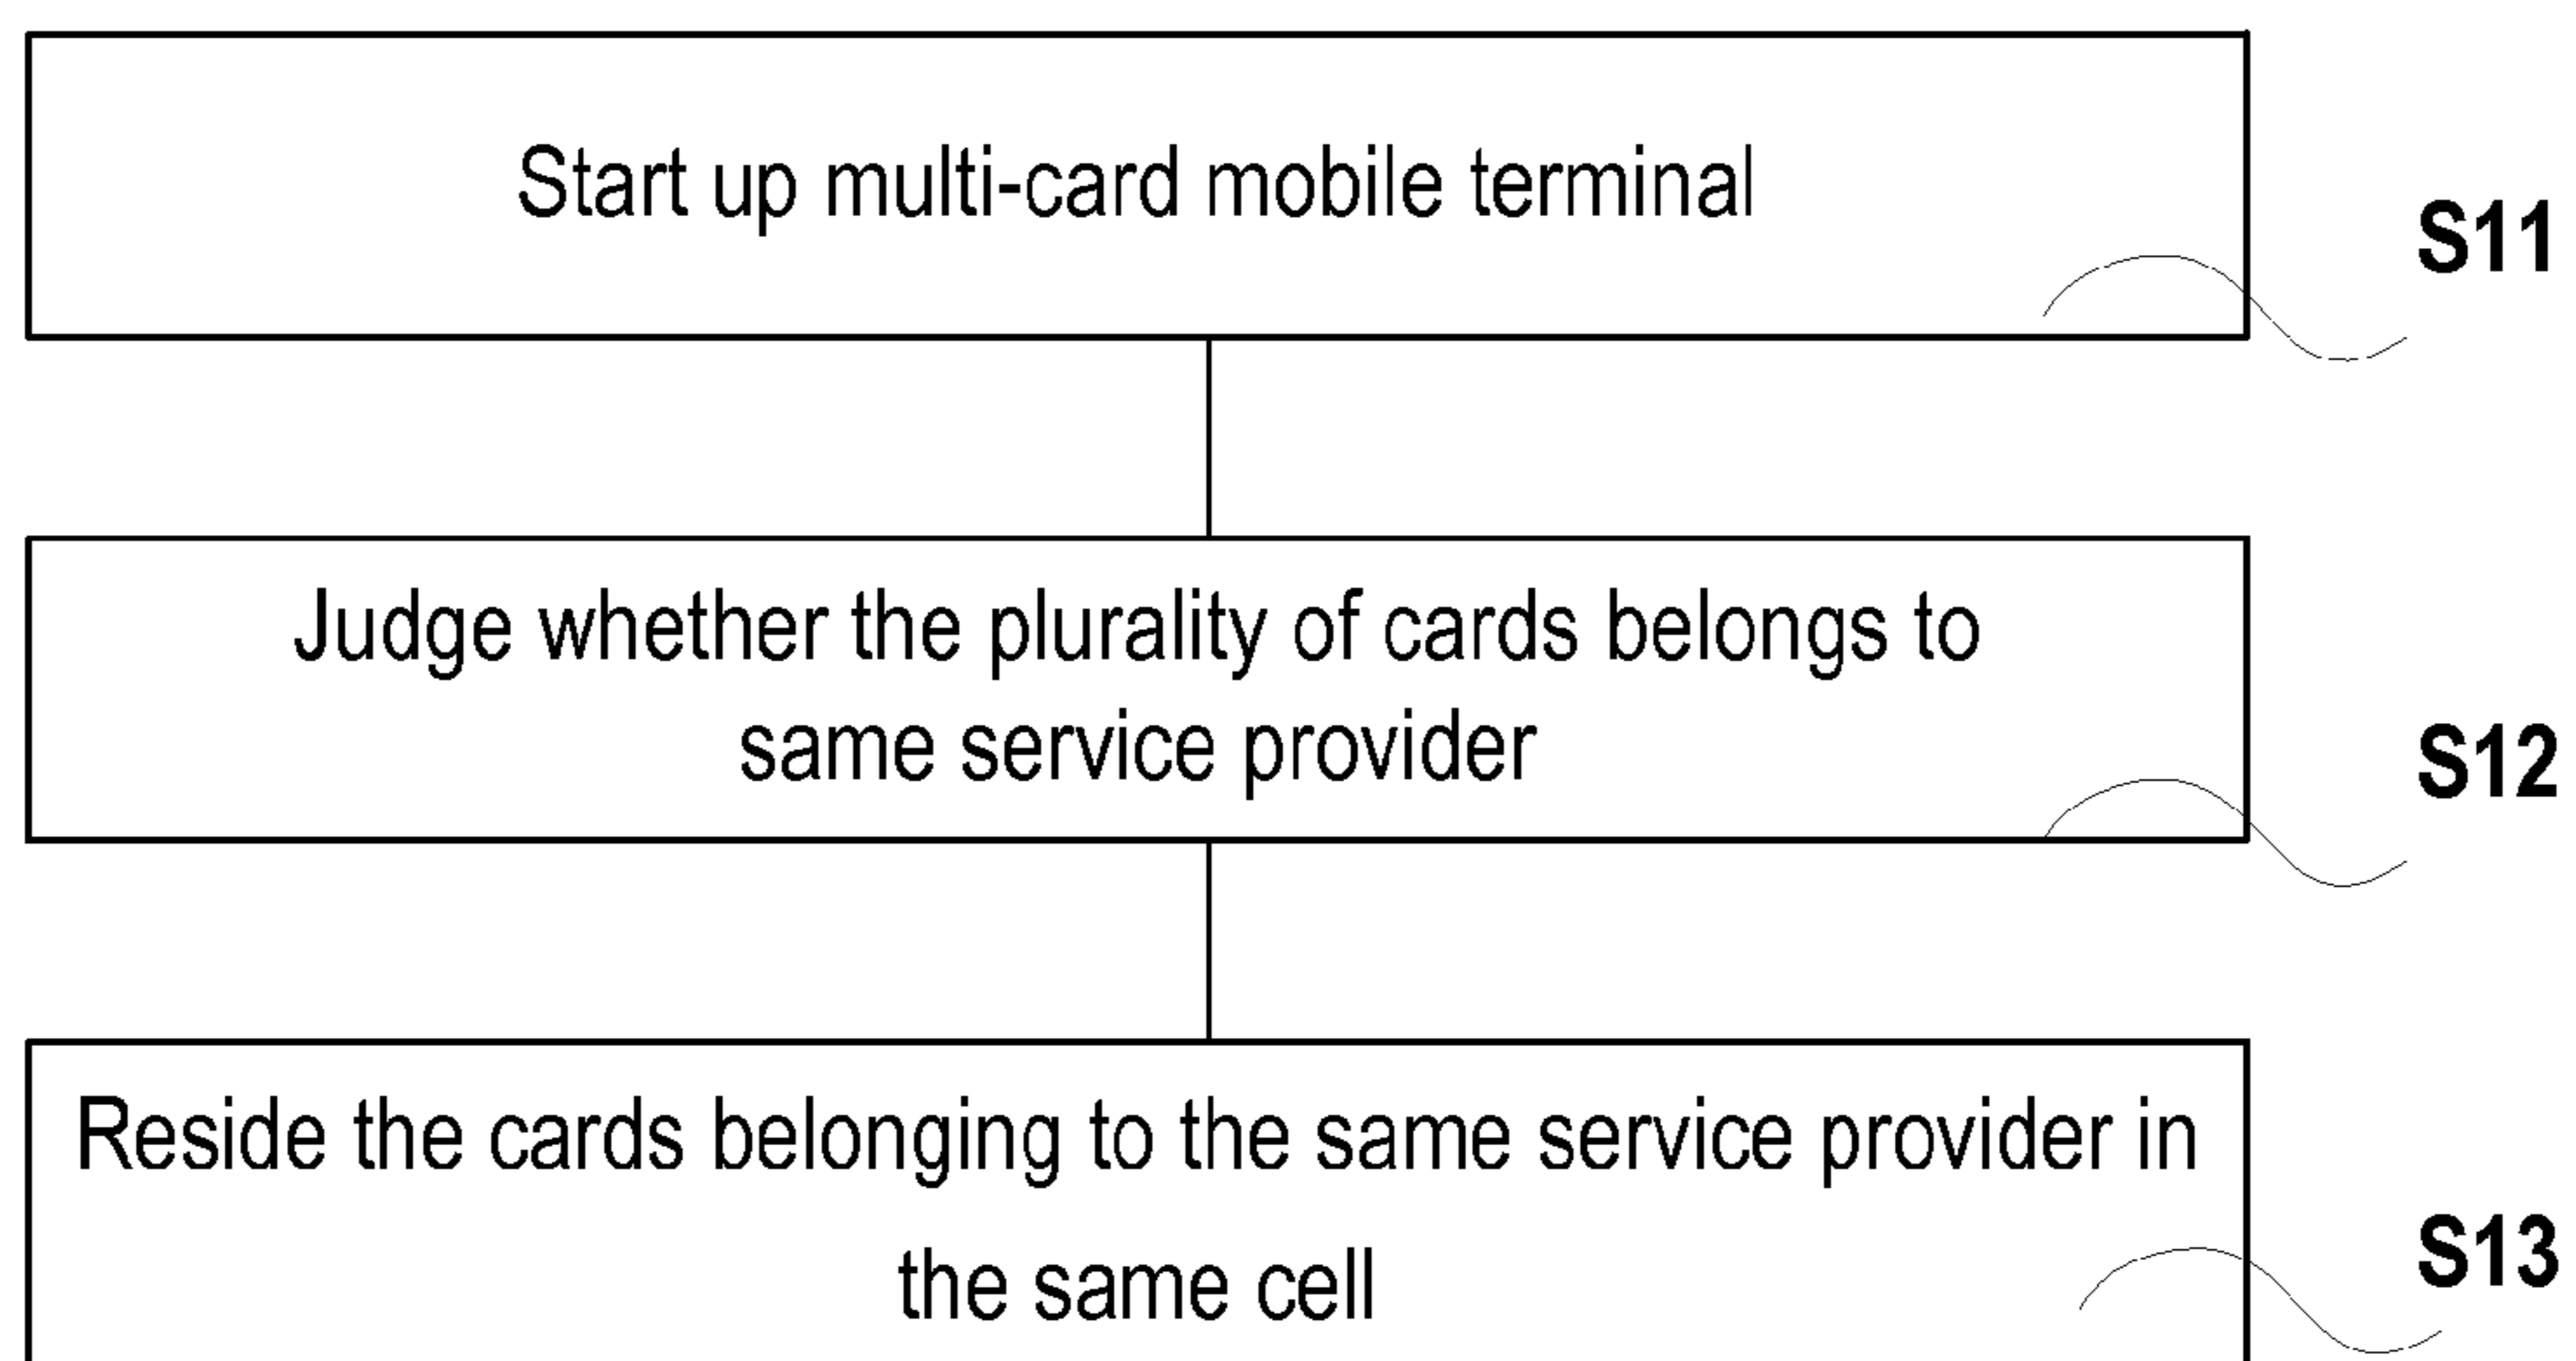 Start up multi-card mobile terminal
S11
Judge whether the plurality of cards belongs to
same service provider
S12
Reside the cards belonging to the same service provider in
the same cell
S13